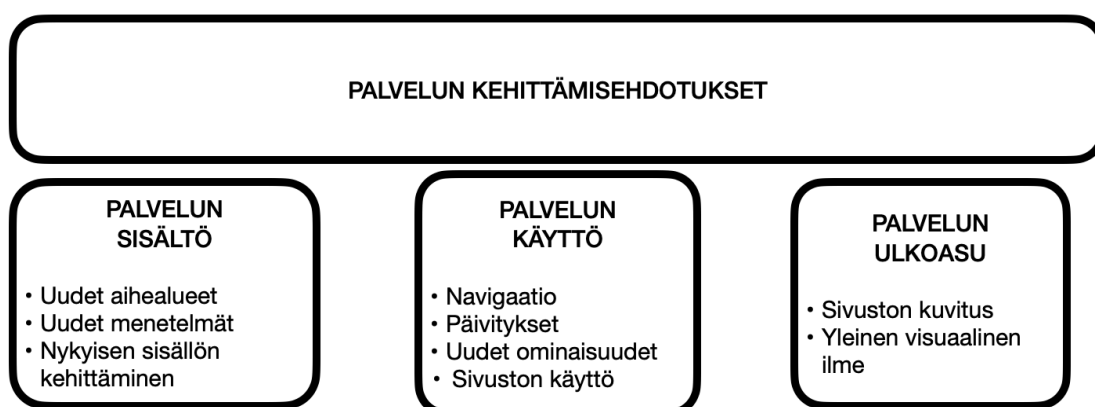 PALVELUN KEHITTÄMISEHDOTUKSET
PALVELUN
SISÄLTÖ
• Uudet aihealueet
• Uudet menetelmät
• Nykyisen sisällön
kehittäminen
PALVELUN
KÄYTTÖ
• Navigaatio
• Päivitykset
• Uudet ominaisuudet
• Sivuston käyttö
PALVELUN
ULKOASU
• Sivuston kuvitus
• Yleinen visuaalinen
ilme